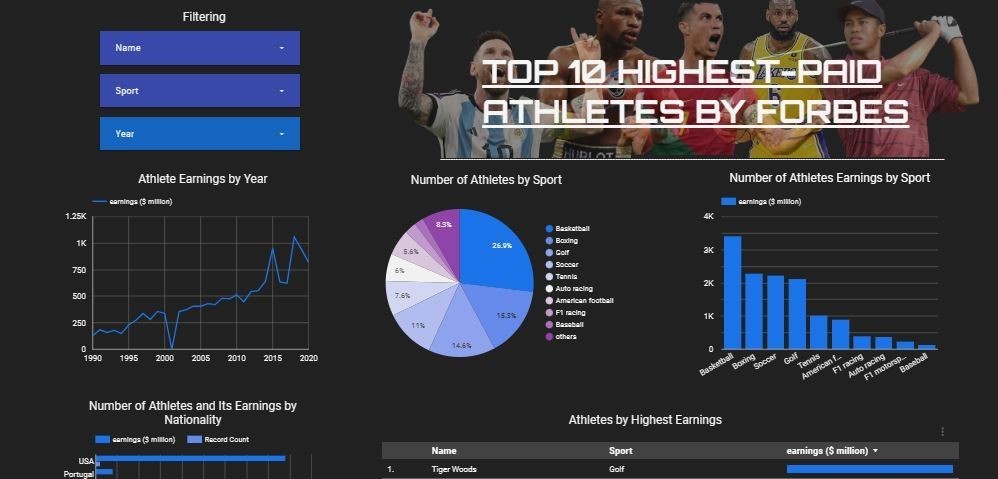 Filtering
Name
Sport
Year
TOP 10 HIGHEST-PAID
ATHLETES BY FORBES
LAKERS
6
10
HUBLOT
Athlete Earnings by Year
earnings ($ million)
1.25K
1K
750
500
250
0
1990
1995
2000
2005
2010
2015
2020
Number of Athletes by Sport
8.3%
26.9%
5.6%
6%
7.6%
11%
14.6%
15.3%
Basketball
Boxing
Golf
Soccer
Tennis
Auto racing
American football
F1 racing
Baseball
others
Number of Athletes Earnings by Sport
earnings ($ million)
4K
3K
2K
1K
0
Basketball
Boxing
Soccer
Golf
Tennis
American f...
F1 racing
Auto racing
F1 motorsp...
Baseball
Number of Athletes and Its Earnings by
Nationality
earnings ($ million)
Record Count
USA
Portugal
Athletes by Highest Earnings
Name Sport earnings ($ million)
1. Tiger Woods Golf